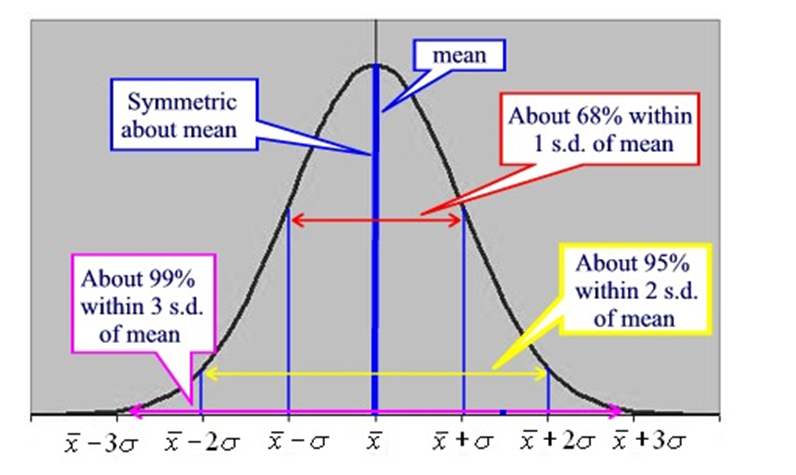 mean
Symmetric
about mean
About 68% within
1 s.d. of mean
About 99%
within 3 s.d.
of mean
About 95%
within 2 s.d.
of mean
x̄ −3σ x̄ −2σ x̄ −σ x̄ x̄ +σ x̄ +2σ x̄ +3σ